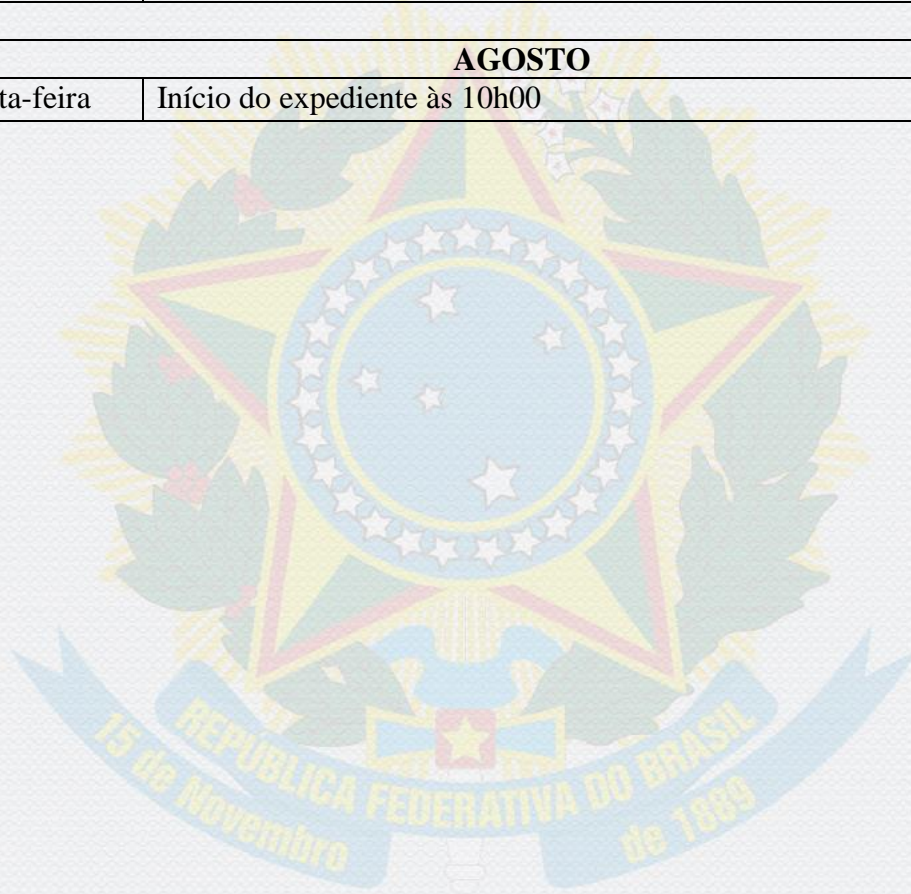 AGOSTO
ta-feira Início do expediente às 10h00
REPÚBLICA FEDERATIVA DO BRASIL
15 de Novembro de 1889